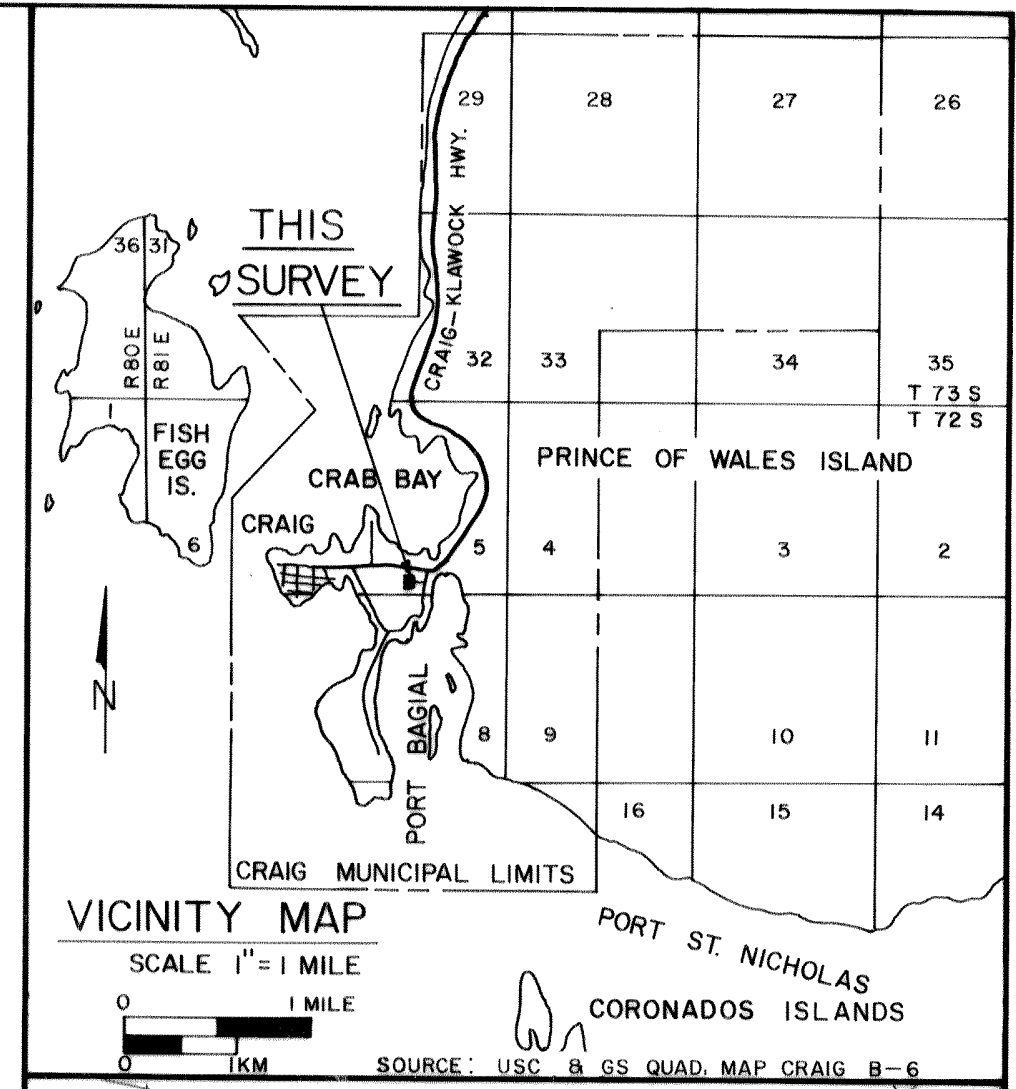 29 28 27 26
CRAIG–KLAWOCK HWY.
THIS
SURVEY
36 31
R80E
R81E
32 33 34 35
T 73 S
T 72 S
1
FISH
EGG
IS.
6
PRINCE OF WALES ISLAND
CRAB BAY
CRAIG
5 4 3 2
N
PORT BAGIAL
8 9 10 11
16 15 14
CRAIG MUNICIPAL LIMITS
VICINITY MAP
SCALE 1"= 1 MILE
0 1 MILE
0 1KM
PORT ST. NICHOLAS
CORONADOS ISLANDS
SOURCE: USC & GS QUAD. MAP CRAIG B-6